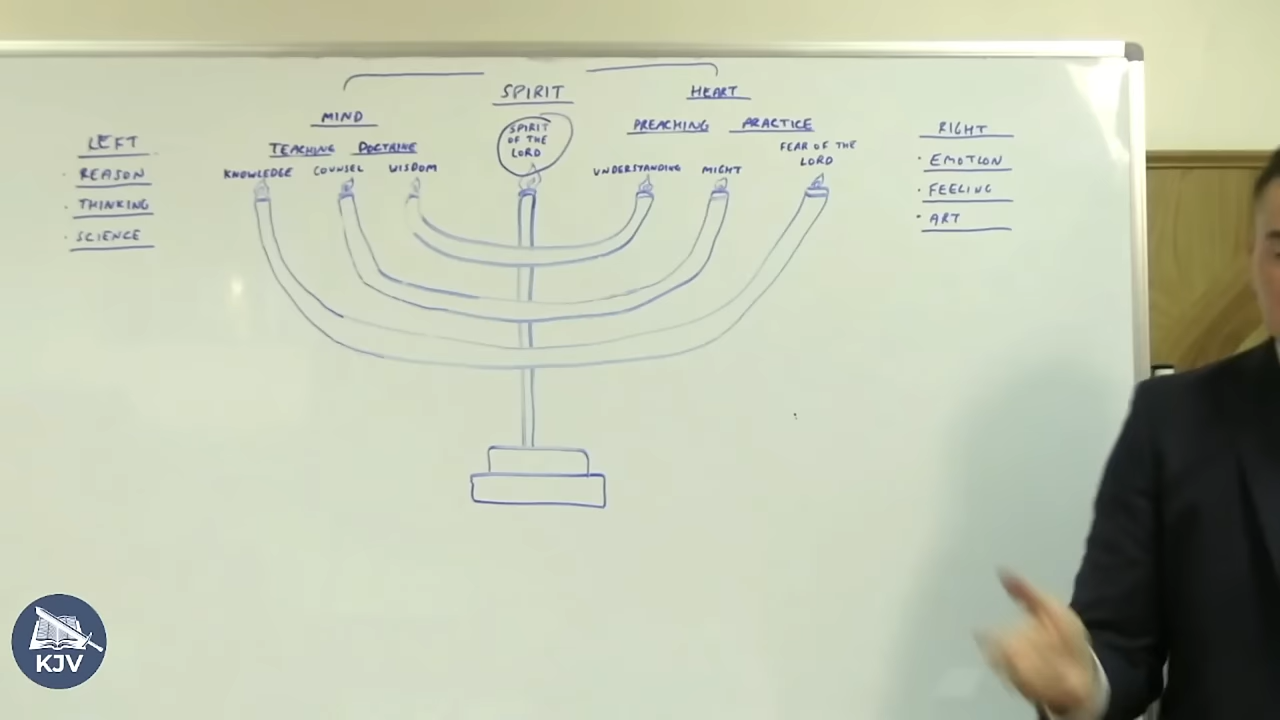 SPIRIT
HEART
MIND
PREACHING PRACTICE
SPIRIT
OF THE
LORD
TEACHING DOCTRINE
FEAR OF THE
LORD
KNOWLEDGE COUNSEL WISDOM
UNDERSTANDING MIGHT
LEFT
· REASON
· THINKING
· SCIENCE
RIGHT
· EMOTION
· FEELING
· ART
KJV